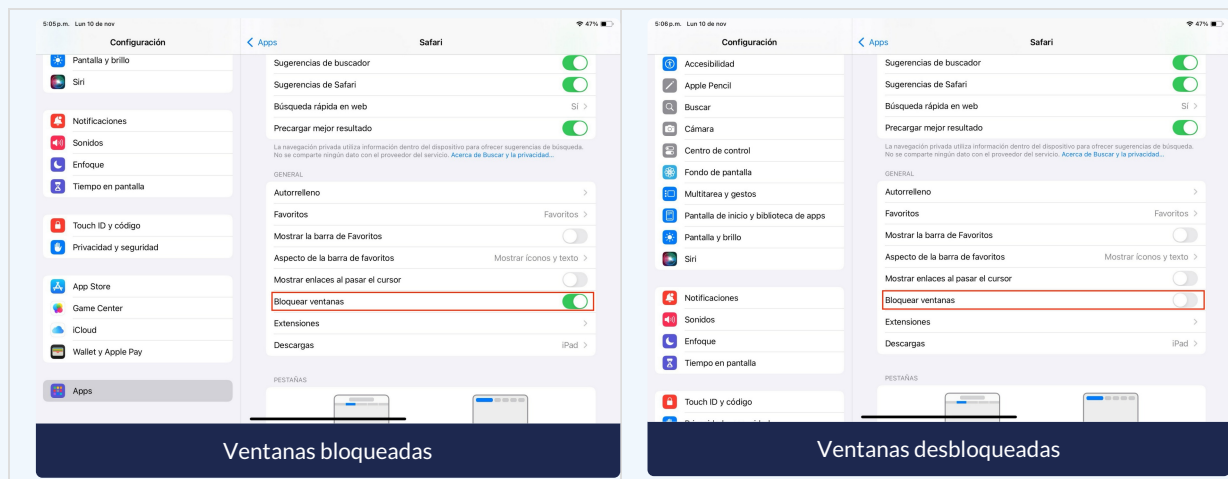 5:05 p.m. Lun 10 de nov
47%
Configuración
Apps
Safari
Pantalla y brillo
Siri
Notificaciones
Sonidos
Enfoque
Tiempo en pantalla
Touch ID y código
Privacidad y seguridad
App Store
Game Center
iCloud
Wallet y Apple Pay
Apps
Sugerencias de buscador
Sugerencias de Safari
Búsqueda rápida en web Sí
Precargar mejor resultado
La navegación privada utiliza información dentro del dispositivo para ofrecer sugerencias de búsqueda.
No se comparte ningún dato con el proveedor del servicio. Acerca de Buscar y la privacidad...
GENERAL
Autorrelleno
Favoritos Favoritos
Mostrar la barra de Favoritos
Aspecto de la barra de favoritos Mostrar íconos y texto
Mostrar enlaces al pasar el cursor
Bloquear ventanas
Extensiones
Descargas iPad
PESTAÑAS
Ventanas bloqueadas
5:06 p.m. Lun 10 de nov
47%
Configuración
Apps
Safari
Accesibilidad
Apple Pencil
Buscar
Cámara
Centro de control
Fondo de pantalla
Multitarea y gestos
Pantalla de inicio y biblioteca de apps
Pantalla y brillo
Siri
Notificaciones
Sonidos
Enfoque
Tiempo en pantalla
Touch ID y código
Sugerencias de buscador
Sugerencias de Safari
Búsqueda rápida en web Sí
Precargar mejor resultado
La navegación privada utiliza información dentro del dispositivo para ofrecer sugerencias de búsqueda.
No se comparte ningún dato con el proveedor del servicio. Acerca de Buscar y la privacidad...
GENERAL
Autorrelleno
Favoritos Favoritos
Mostrar la barra de Favoritos
Aspecto de la barra de favoritos Mostrar íconos y texto
Mostrar enlaces al pasar el cursor
Bloquear ventanas
Extensiones
Descargas iPad
PESTAÑAS
Ventanas desbloqueadas